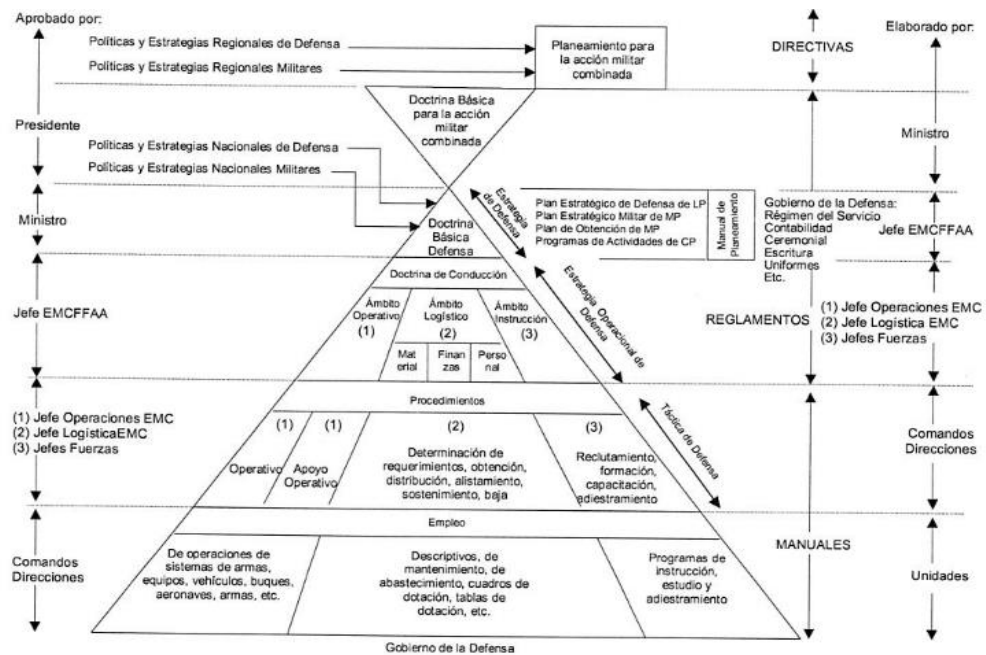 Aprobado por:
Elaborado por:
Políticas y Estrategias Regionales de Defensa
Políticas y Estrategias Regionales Militares
Planeamiento para
la acción militar
combinada
DIRECTIVAS
Presidente
Doctrina Básica
para la acción
militar
combinada
Ministro
Políticas y Estrategias Nacionales de Defensa
Políticas y Estrategias Nacionales Militares
Ministro
Doctrina
Básica
Defensa
Estrategia
de Defensa
Plan Estratégico de Defensa de LP
Plan Estratégico Militar de MP
Plan de Obtención de MP
Programas de Actividades de CP
Manual de
Planeamiento
Gobierno de la Defensa:
Régimen del Servicio
Contabilidad
Ceremonial
Escritura
Uniformes
Etc.
Jefe EMCFFAA
Jefe EMCFFAA
Doctrina de Conducción
Ámbito
Operativo
(1)
Ámbito
Logístico
(2)
Ámbito
Instrucción
(3)
Mat
erial
Finan
zas
Perso
nal
Estrategia Operacional de
Defensa
REGLAMENTOS
(1) Jefe Operaciones EMC
(2) Jefe Logística EMC
(3) Jefes Fuerzas
(1) Jefe Operaciones EMC
(2) Jefe LogísticaEMC
(3) Jefes Fuerzas
Procedimientos
(1)
(1)
(2)
(3)
Operativo
Apoyo
Operativo
Determinación de
requerimientos, obtención,
distribución, alistamiento,
sostenimiento, baja
Reclutamiento,
formación,
capacitación,
adiestramiento
Táctica de Defensa
Comandos
Direcciones
Empleo
Comandos
Direcciones
De operaciones de
sistemas de armas,
equipos, vehículos, buques,
aeronaves, armas, etc.
Descriptivos, de
mantenimiento, de
abastecimiento, cuadros de
dotación, tablas de
dotación, etc.
Programas de
instrucción,
estudio y
adiestramiento
MANUALES
Unidades
Gobierno de la Defensa